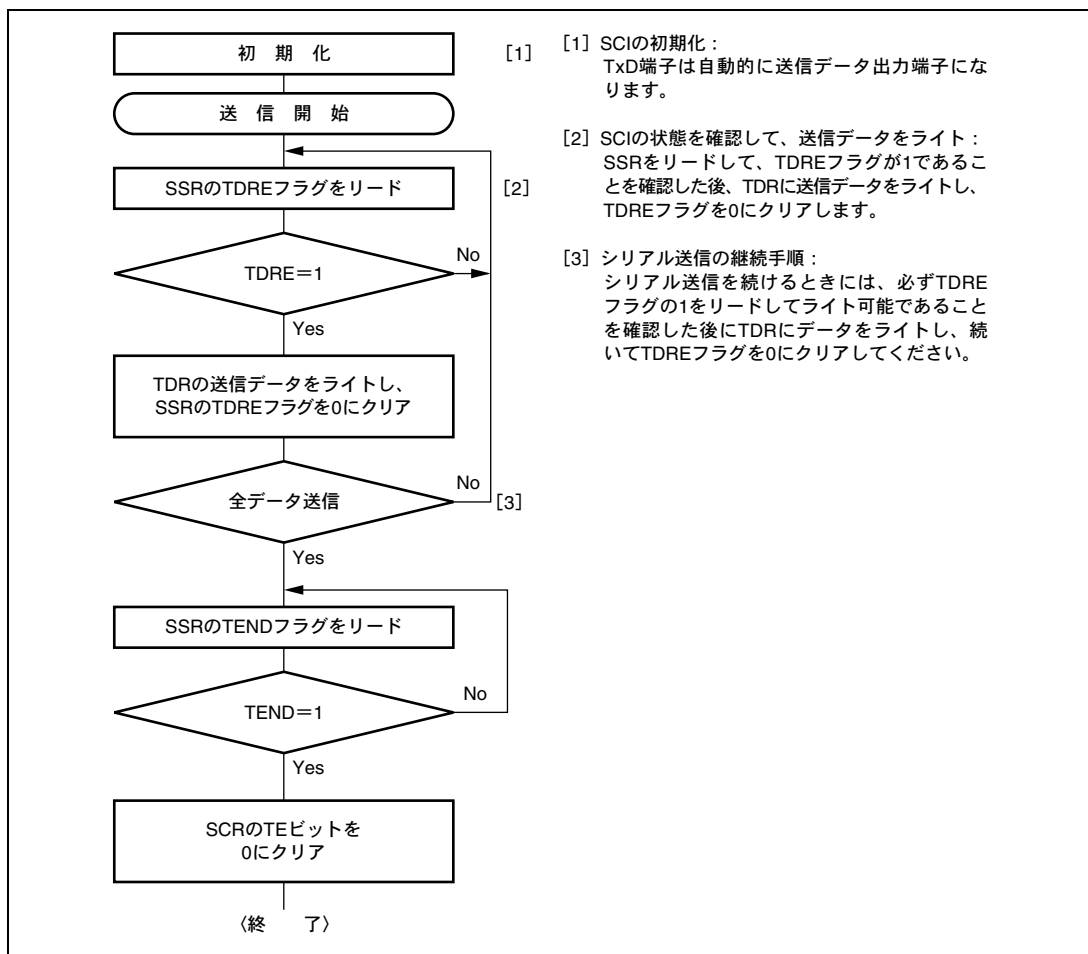 初 期 化
[1]
送 信 開 始
SSRのTDREフラグをリード
[2]
TDRE＝1
No
Yes
TDRの送信データをライトし、
SSRのTDREフラグを0にクリア
全データ送信
No
[3]
Yes
SSRのTENDフラグをリード
TEND＝1
No
Yes
SCRのTEビットを
0にクリア
〈終 了〉
[1] SCIの初期化：
TxD端子は自動的に送信データ出力端子にな
ります。
[2] SCIの状態を確認して、送信データをライト：
SSRをリードして、TDREフラグが1であるこ
とを確認した後、TDRに送信データをライトし、
TDREフラグを0にクリアします。
[3] シリアル送信の継続手順：
シリアル送信を続けるときには、必ずTDRE
フラグの1をリードしてライト可能であること
を確認した後にTDRにデータをライトし、続
いてTDREフラグを0にクリアしてください。